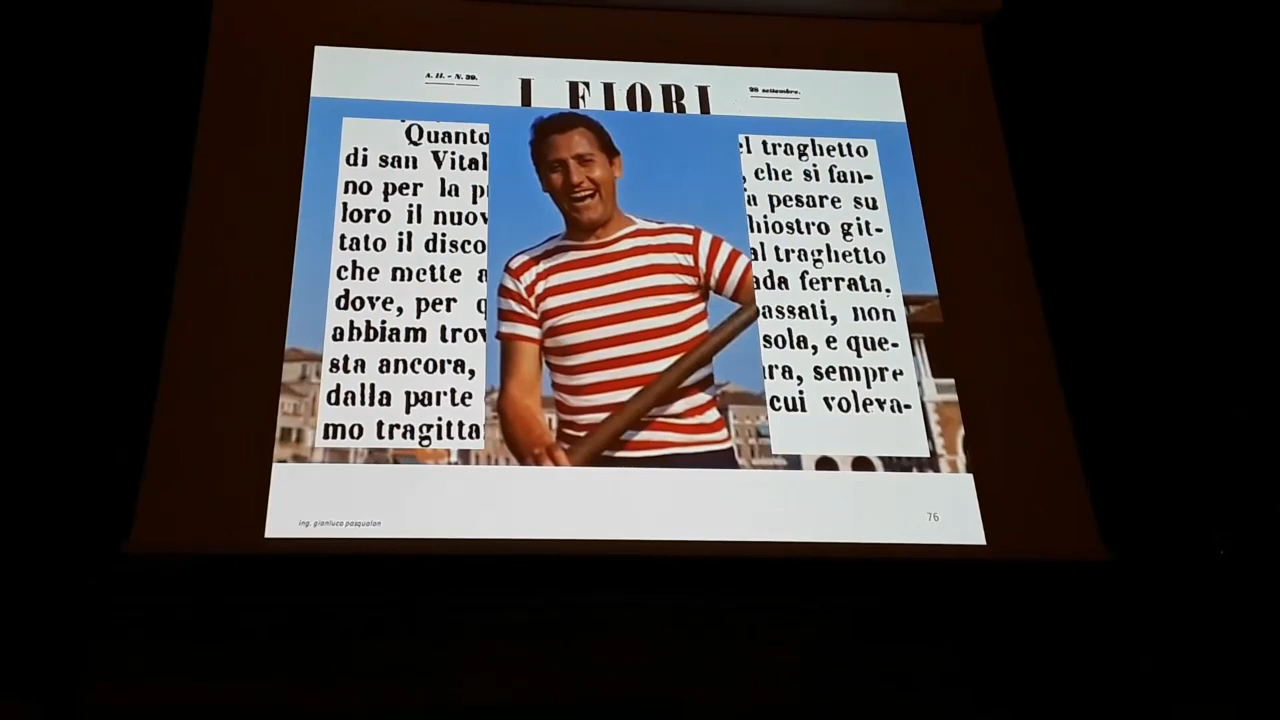 A. II. - N. 39.
I FIORI
28 settembre.
Quanto
di san Vital
no per la p
loro il nuov
tato il disco
che mette a
dove, per q
abbiam trov
sta ancora,
dalla parte
mo tragitta
el traghetto
, che si fan-
a pesare su
hiostro git-
al traghetto
ada ferrata.
passati, non
sola, e que-
ra, sempre
cui voleva-
ing. gianluca pasqualon
76